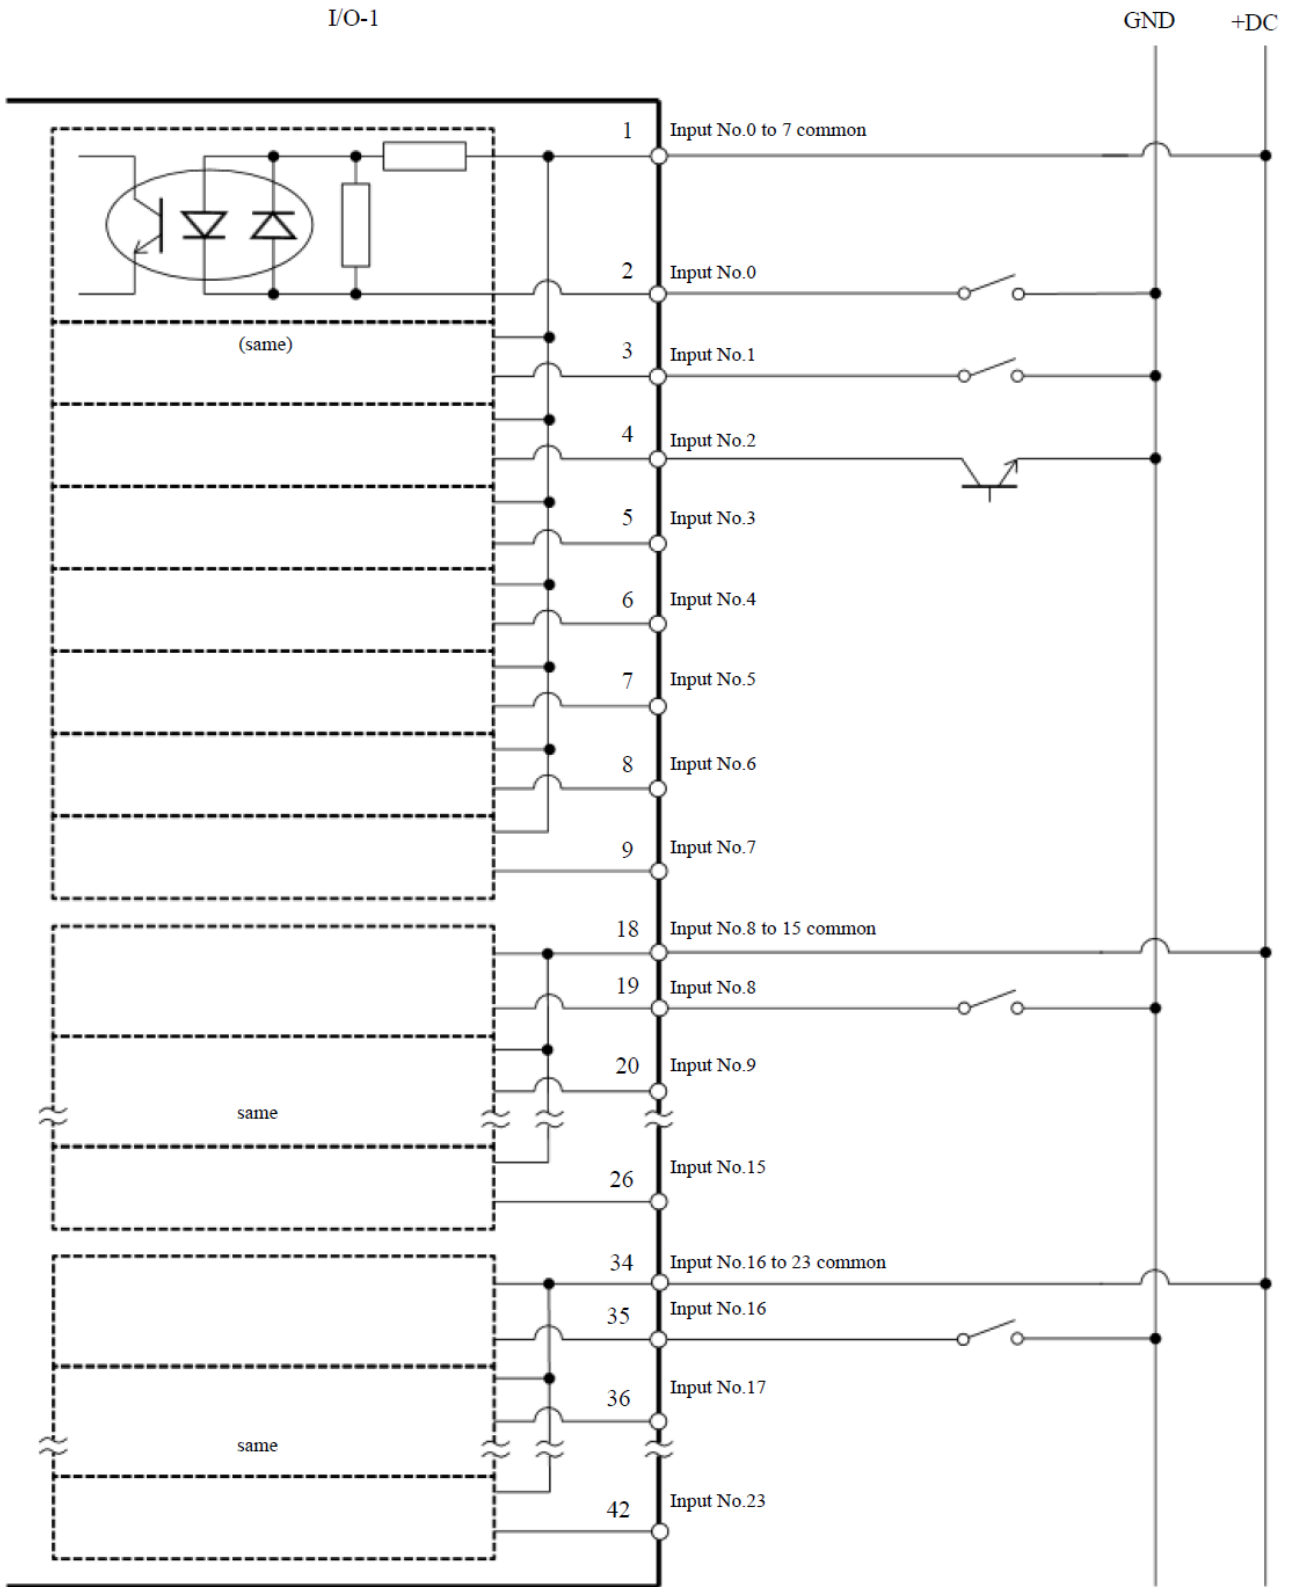 I/O-1
GND +DC
1 Input No.0 to 7 common
2 Input No.0
(same)
3 Input No.1
4 Input No.2
5 Input No.3
6 Input No.4
7 Input No.5
8 Input No.6
9 Input No.7
18 Input No.8 to 15 common
19 Input No.8
20 Input No.9
same
26 Input No.15
34 Input No.16 to 23 common
35 Input No.16
36 Input No.17
same
42 Input No.23